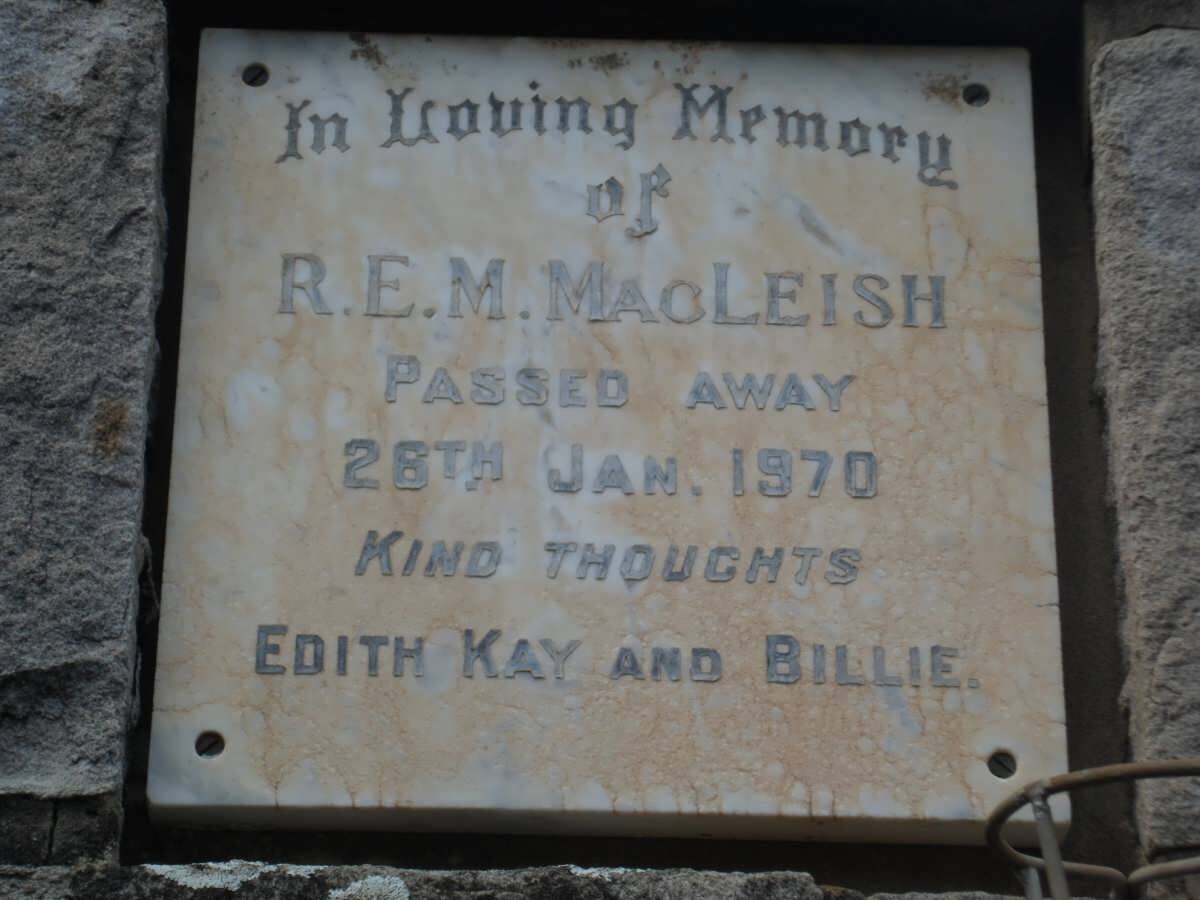 In Loving Memory
of
R.E.M. MACLEISH
PASSED AWAY
26TH JAN. 1970
KIND THOUGHTS
EDITH KAY AND BILLIE.